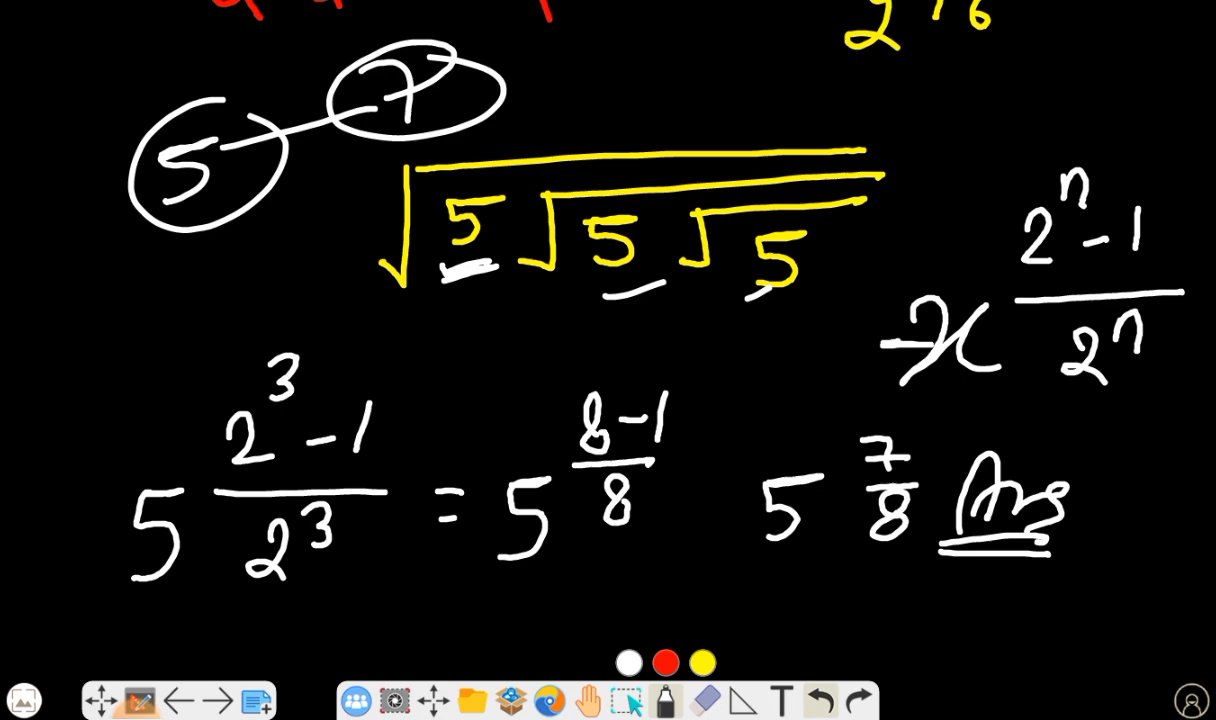 5 - 7
√5√5√5
x^(2^n - 1)/(2^n)
5^(2^3 - 1)/(2^3) = 5^(8-1)/8 5^7/8 Ans
T